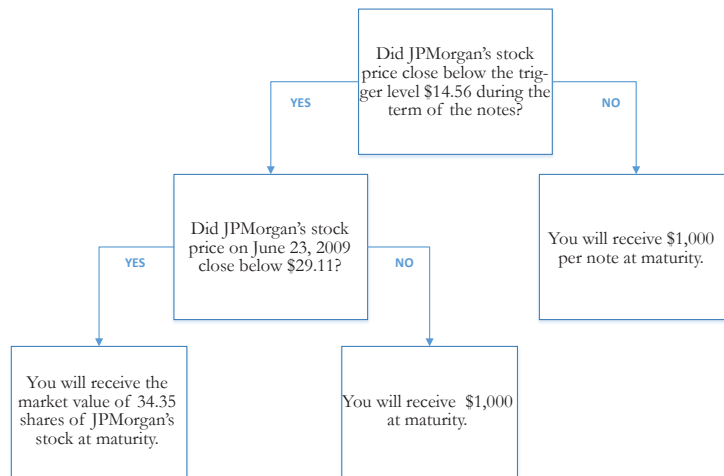 Did JPMorgan's stock
price close below the trig-
ger level $14.56 during the
term of the notes?
YES
NO
Did JPMorgan's stock
price on June 23, 2009
close below $29.11?
You will receive $1,000
per note at maturity.
YES
NO
You will receive the
market value of 34.35
shares of JPMorgan's
stock at maturity.
You will receive $1,000
at maturity.